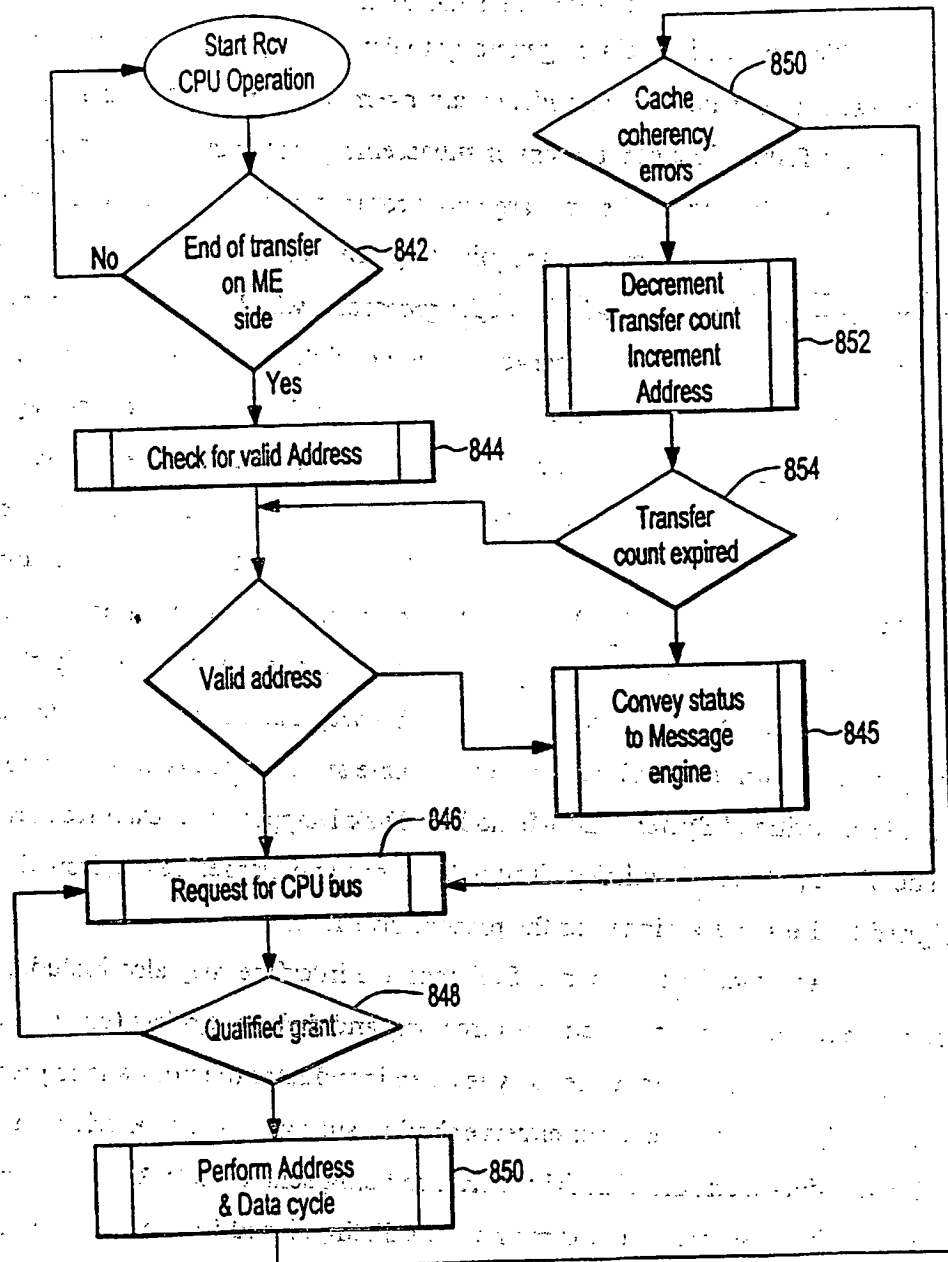 Start Rcv
CPU Operation
No
End of transfer
on ME
side
842
Yes
Check for valid Address
844
Valid address
846
Request for CPU bus
848
Qualified grant
Perform Address
& Data cycle
850
850
Cache
coherency
errors
Decrement
Transfer count
Increment
Address
852
854
Transfer
count expired
Convey status
to Message
engine
845